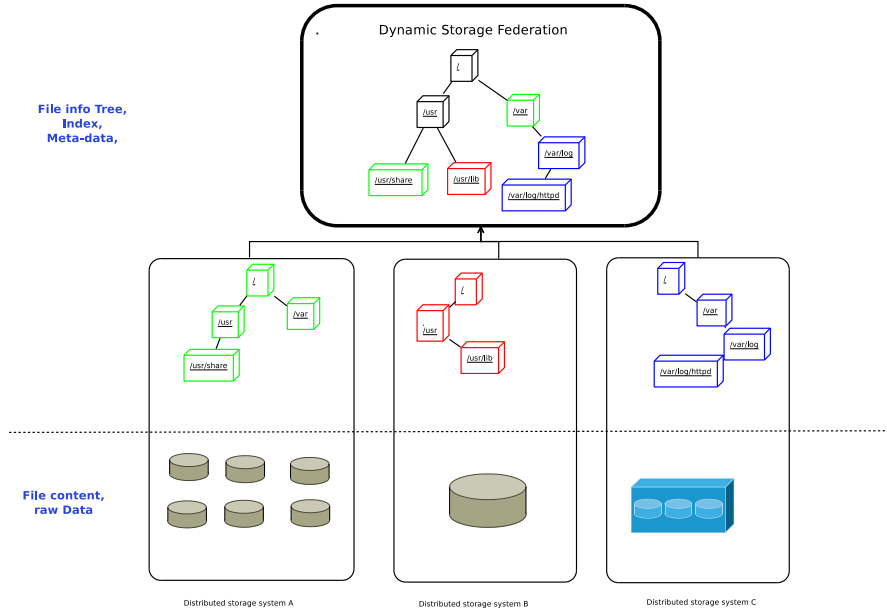 Dynamic Storage Federation
/
/usr
/var
/var/log
/usr/share
/usr/lib
/var/log/httpd
File info Tree,
Index,
Meta-data,
/
/usr
/var
/usr/share
/
/usr
/usr/lib
/
/var
/var/log
/var/log/httpd
File content,
raw Data
Distributed storage system A
Distributed storage system B
Distributed storage system C